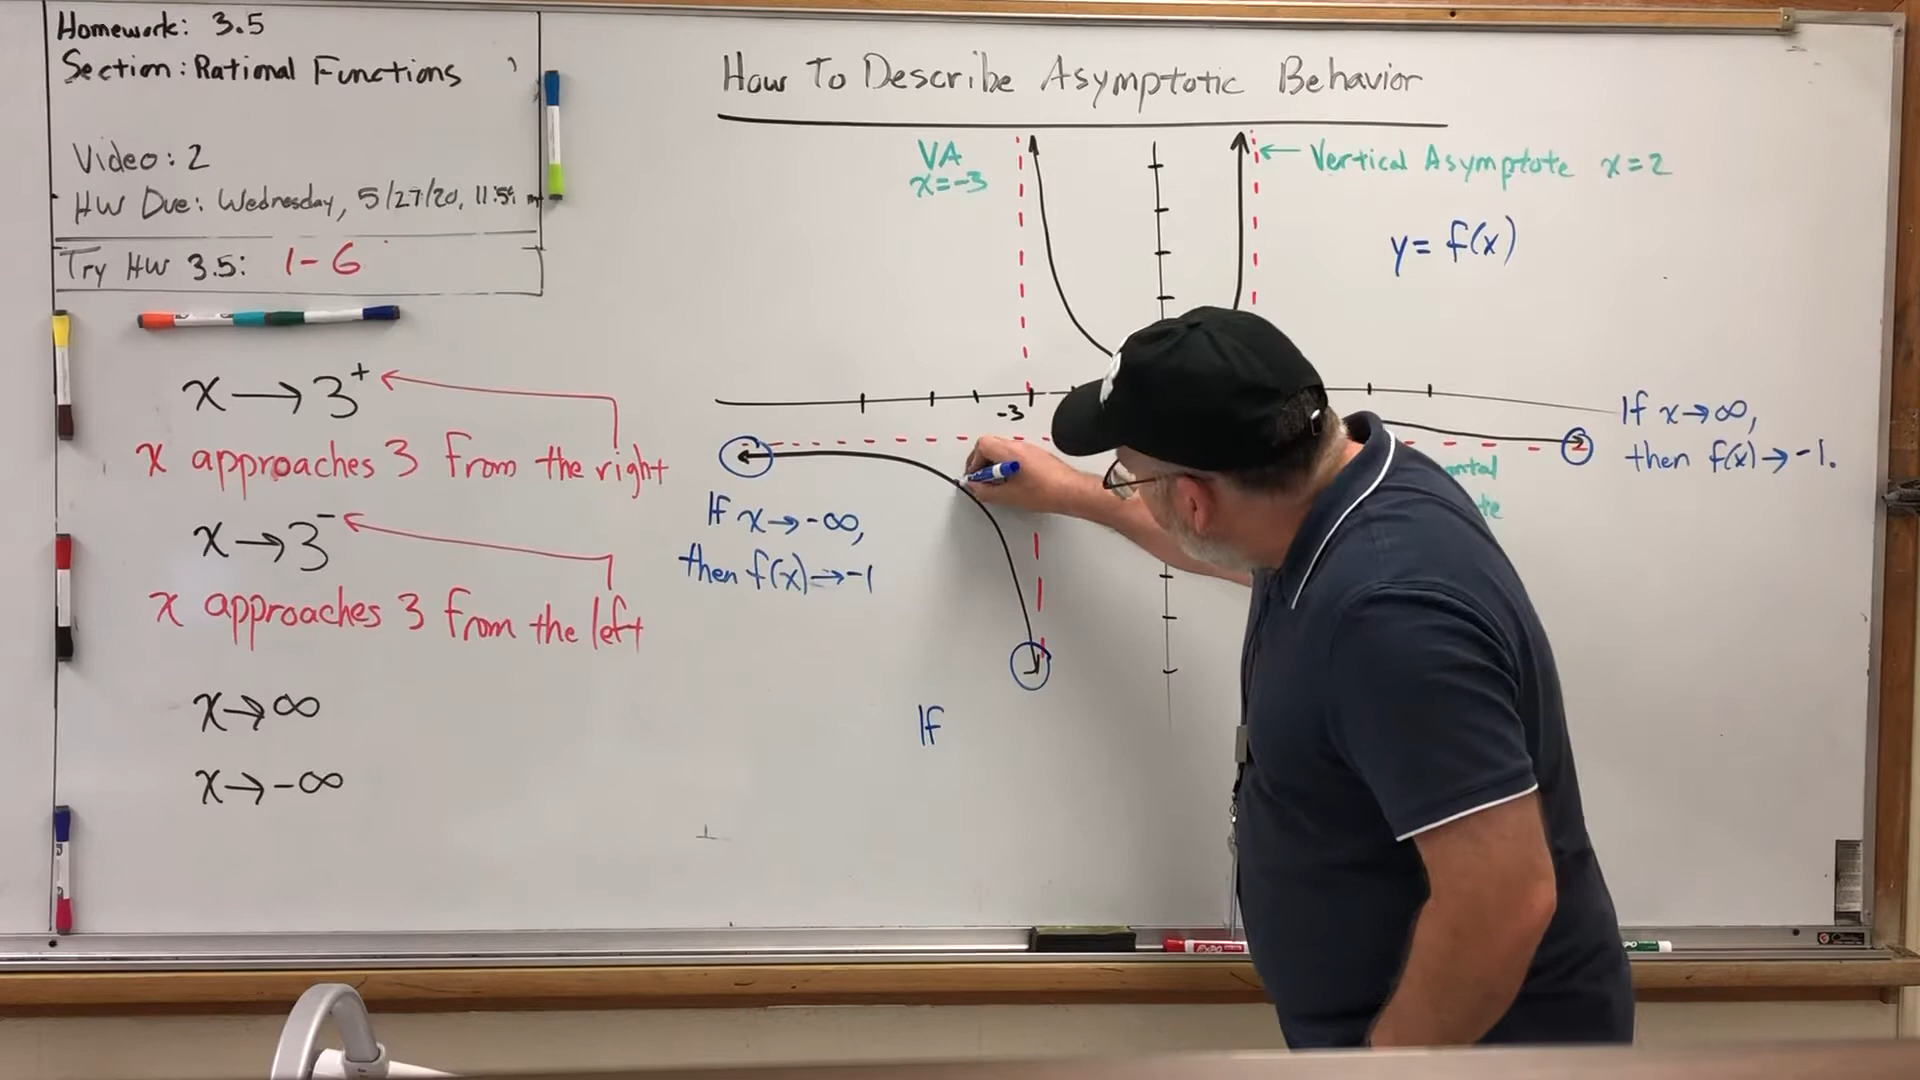 Homework: 3.5
Section: Rational Functions
Video: 2
HW Due: Wednesday, 5/27/20, 11:59
Try HW 3.5: 1-6
x → 3⁺
x approaches 3 from the right
x → 3⁻
x approaches 3 from the left
x → ∞
x → -∞
How To Describe Asymptotic Behavior
VA
x=-3
← Vertical Asymptote x=2
y= f(x)
-3
If x → ∞,
then f(x) → -1.
If x → -∞,
then f(x) → -1
If
EXPO